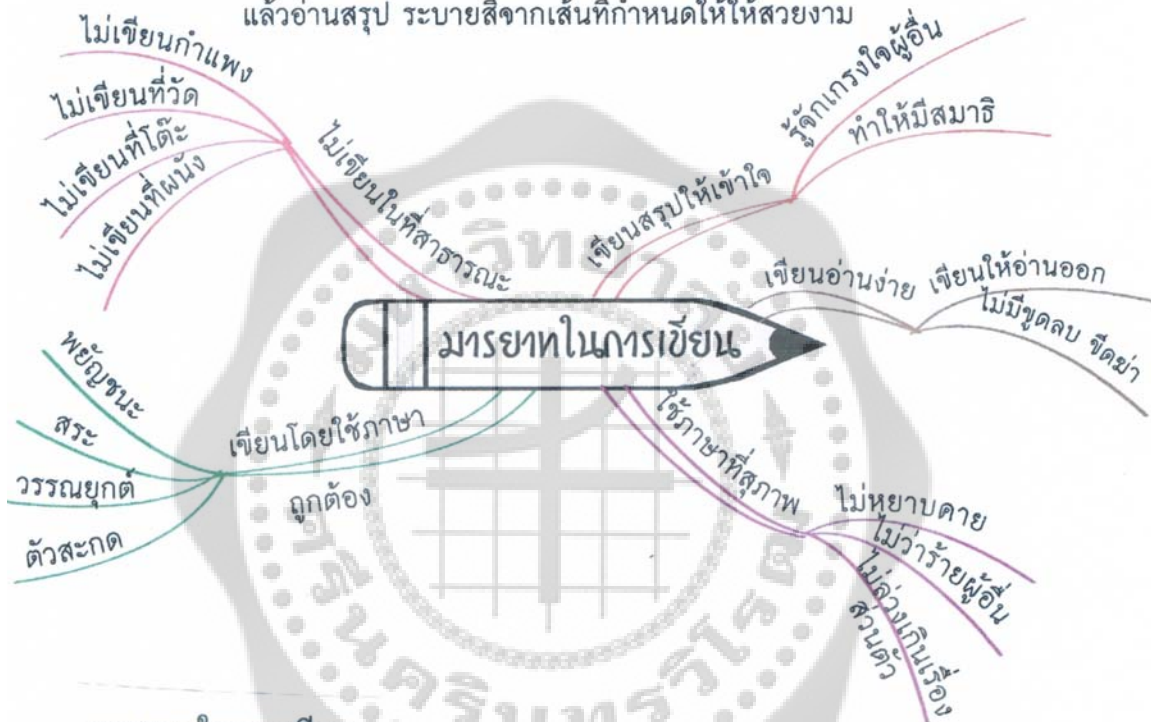 แล้วอ่านสรุป ระบายสีจากเส้นที่กำหนดให้ให้สวยงาม
ไม่เขียนกำแพง
ไม่เขียนที่วัด
ไม่เขียนที่โต๊ะ
ไม่เขียนที่ผนัง
ไม่เขียนในที่สาธารณะ
รู้จักเกรงใจผู้อื่น
ทำให้มีสมาธิ
เขียนสรุปให้เข้าใจ
เขียนอ่านง่าย
เขียนให้อ่านออก
ไม่มีขูดลบ ขีดฆ่า
มารยาทในการเขียน
พยัญชนะ
สระ
วรรณยุกต์
ตัวสะกด
เขียนโดยใช้ภาษา
ถูกต้อง
ใช้ภาษาที่สุภาพ
ไม่หยาบคาย
ไม่ว่าร้ายผู้อื่น
ไม่ล่วงเกินเรื่อง
ส่วนตัว